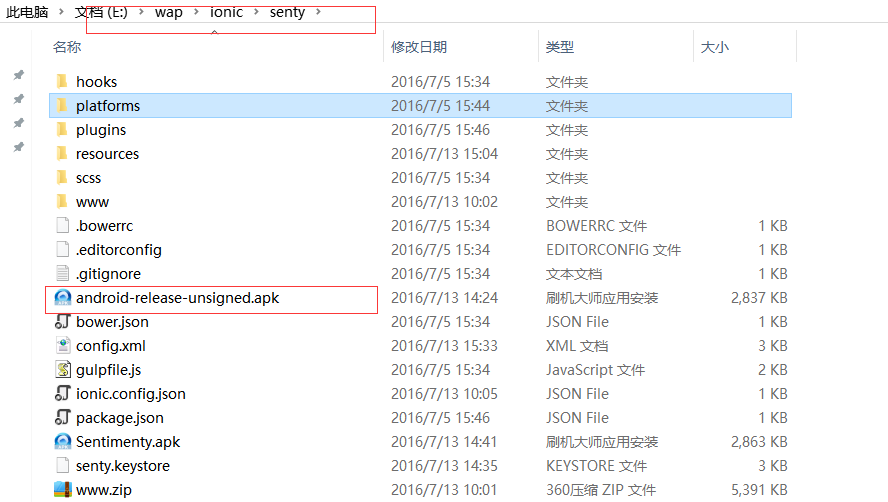 此电脑 > 文档 (E:) > wap > ionic > senty >
名称 修改日期 类型 大小
hooks 2016/7/5 15:34 文件夹
platforms 2016/7/5 15:44 文件夹
plugins 2016/7/5 15:46 文件夹
resources 2016/7/13 15:04 文件夹
scss 2016/7/5 15:34 文件夹
www 2016/7/13 10:02 文件夹
.bowerrc 2016/7/5 15:34 BOWERRC 文件 1 KB
.editorconfig 2016/7/5 15:34 EDITORCONFIG 文件 1 KB
.gitignore 2016/7/5 15:34 文本文档 1 KB
android-release-unsigned.apk 2016/7/13 14:24 刷机大师应用安装 2,837 KB
bower.json 2016/7/5 15:34 JSON File 1 KB
config.xml 2016/7/13 15:33 XML 文档 3 KB
gulpfile.js 2016/7/5 15:34 JavaScript 文件 2 KB
ionic.config.json 2016/7/13 10:05 JSON File 1 KB
package.json 2016/7/5 15:46 JSON File 1 KB
Sentimenty.apk 2016/7/13 14:41 刷机大师应用安装 2,863 KB
senty.keystore 2016/7/13 14:35 KEYSTORE 文件 3 KB
www.zip 2016/7/13 10:01 360压缩 ZIP 文件 5,391 KB